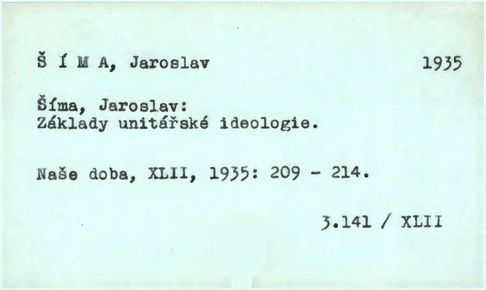 Š Í M A, Jaroslav 1935
Šíma, Jaroslav:
Základy unitářské ideologie.
Naše doba, XLII, 1935: 209 - 214.
3.141 / XLII